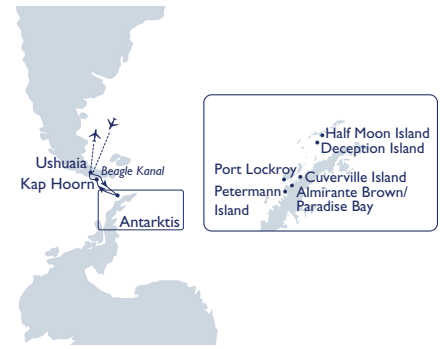 Ushuaia
Beagle Kanal
Kap Hoorn
Antarktis
Half Moon Island
Deception Island
Port Lockroy
Cuverville Island
Petermann
Island
Almirante Brown/
Paradise Bay